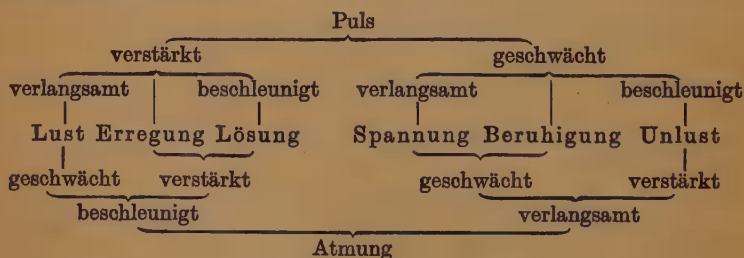 Puls
verstärkt geschwächt
verlangsamt beschleunigt verlangsamt beschleunigt
Lust Erregung Lösung Spannung Beruhigung Unlust
geschwächt verstärkt geschwächt verstärkt
beschleunigt verlangsamt
Atmung